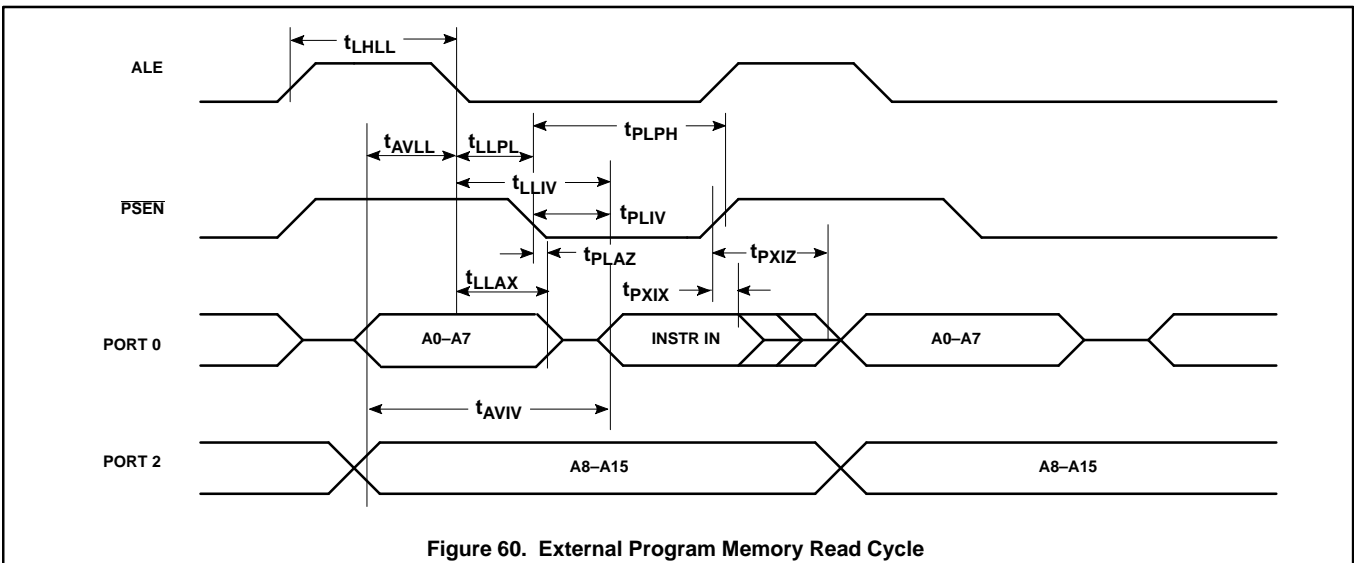 tLHLL
ALE
tPLPH
tAVLL tLLPL
tLLIV
PSEN
tPLIV
tPLAZ
tPXIZ
tLLAX
tPXIX
PORT 0
A0–A7 INSTR IN A0–A7
tAVIV
PORT 2
A8–A15 A8–A15
Figure 60. External Program Memory Read Cycle